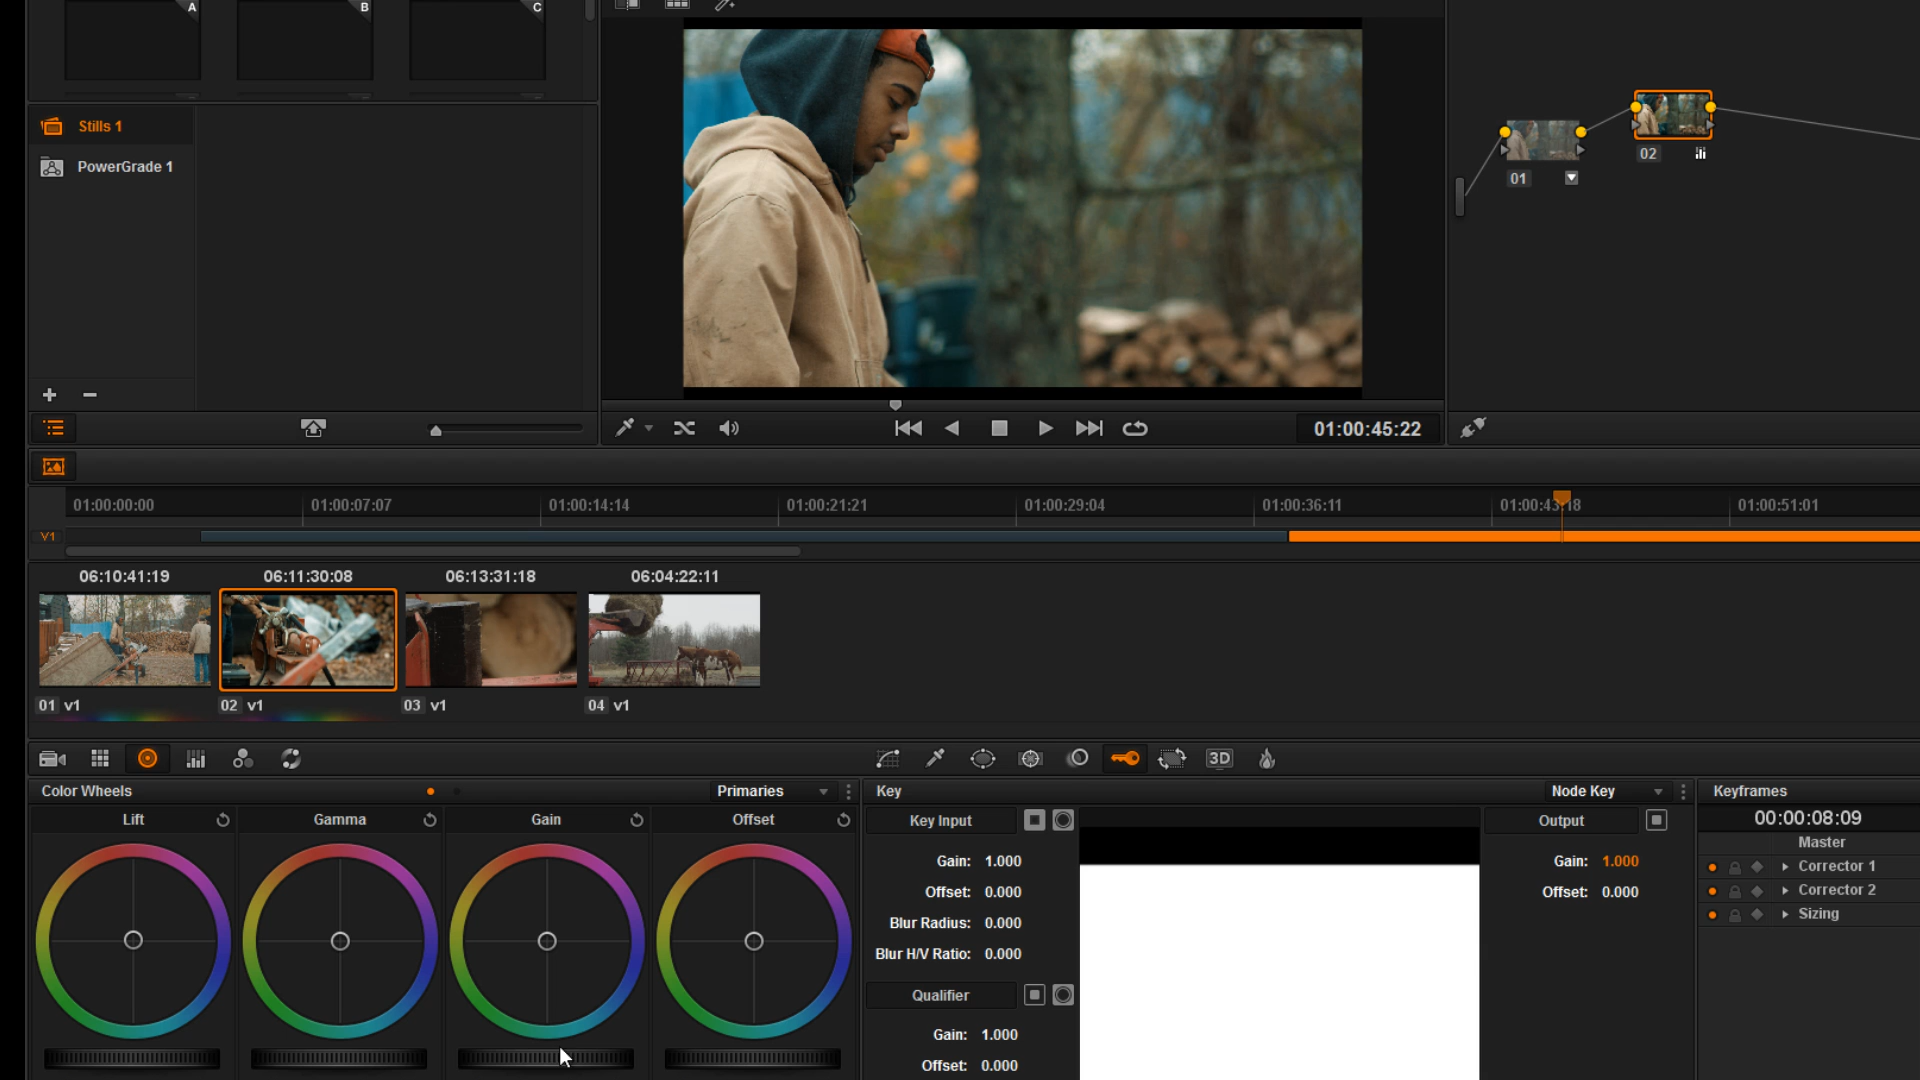 A B C
Stills 1
PowerGrade 1
01
02
01:00:45:22
01:00:00:00 01:00:07:07 01:00:14:14 01:00:21:21 01:00:29:04 01:00:36:11 01:00:43:18 01:00:51:01
V1
06:10:41:19 06:11:30:08 06:13:31:18 06:04:22:11
01 v1 02 v1 03 v1 04 v1
3D
Color Wheels Primaries Key Node Key Keyframes
Lift Gamma Gain Offset Key Input Output 00:00:08:09
Master
Gain: 1.000 Gain: 1.000 Corrector 1
Offset: 0.000 Offset: 0.000 Corrector 2
Blur Radius: 0.000 Sizing
Blur H/V Ratio: 0.000
Qualifier
Gain: 1.000
Offset: 0.000